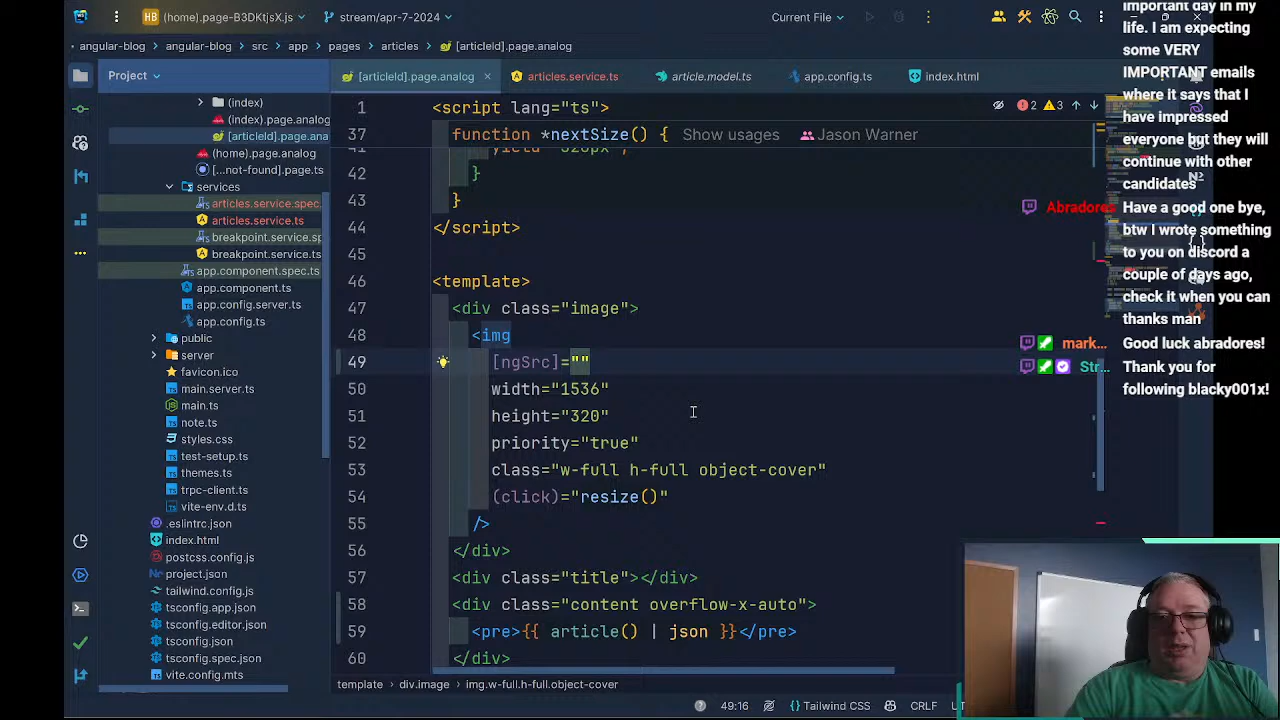 HB (home).page-B3DKtjsX.js
stream/apr-7-2024
Current File
angular-blog angular-blog src app pages articles [articleId].page.analog
Project
[articleId].page.analog
articles.service.ts
article.model.ts
app.config.ts
index.html
(index)
(index).page.analog
[articleId].page.ana
(home).page.analog
[...not-found].page.ts
services
articles.service.spec.
articles.service.ts
breakpoint.service.sp
breakpoint.service.ts
app.component.spec.ts
app.component.ts
app.config.server.ts
app.config.ts
public
server
favicon.ico
main.server.ts
main.ts
note.ts
styles.css
test-setup.ts
themes.ts
trpc-client.ts
vite-env.d.ts
.eslintrc.json
index.html
postcss.config.js
project.json
tailwind.config.js
tsconfig.app.json
tsconfig.editor.json
tsconfig.json
tsconfig.spec.json
vite.config.mts
1 <script lang="ts">
2 3
37 function *nextSize() { Show usages Jason Warner
42 }
43 }
44 </script>
45
46 <template>
47 <div class="image">
48 <img
49 [ngSrc]=""
50 width="1536"
51 height="320"
52 priority="true"
53 class="w-full h-full object-cover"
54 (click)="resize()"
55 />
56 </div>
57 <div class="title"></div>
58 <div class="content overflow-x-auto">
59 <pre>{{ article() | json }}</pre>
60 </div>
template div.image img.w-full.h-full.object-cover
49:16 Tailwind CSS CRLF
important day in my
life. I am expecting
some VERY
IMPORTANT emails
where it says that I
have impressed
everyone but they will
continue with other
candidates
Abradores
Have a good one bye,
btw I wrote something
to you on discord a
couple of days ago,
check it when you can
thanks man
mark...
Good luck abradores!
Str...
Thank you for
following blacky001x!